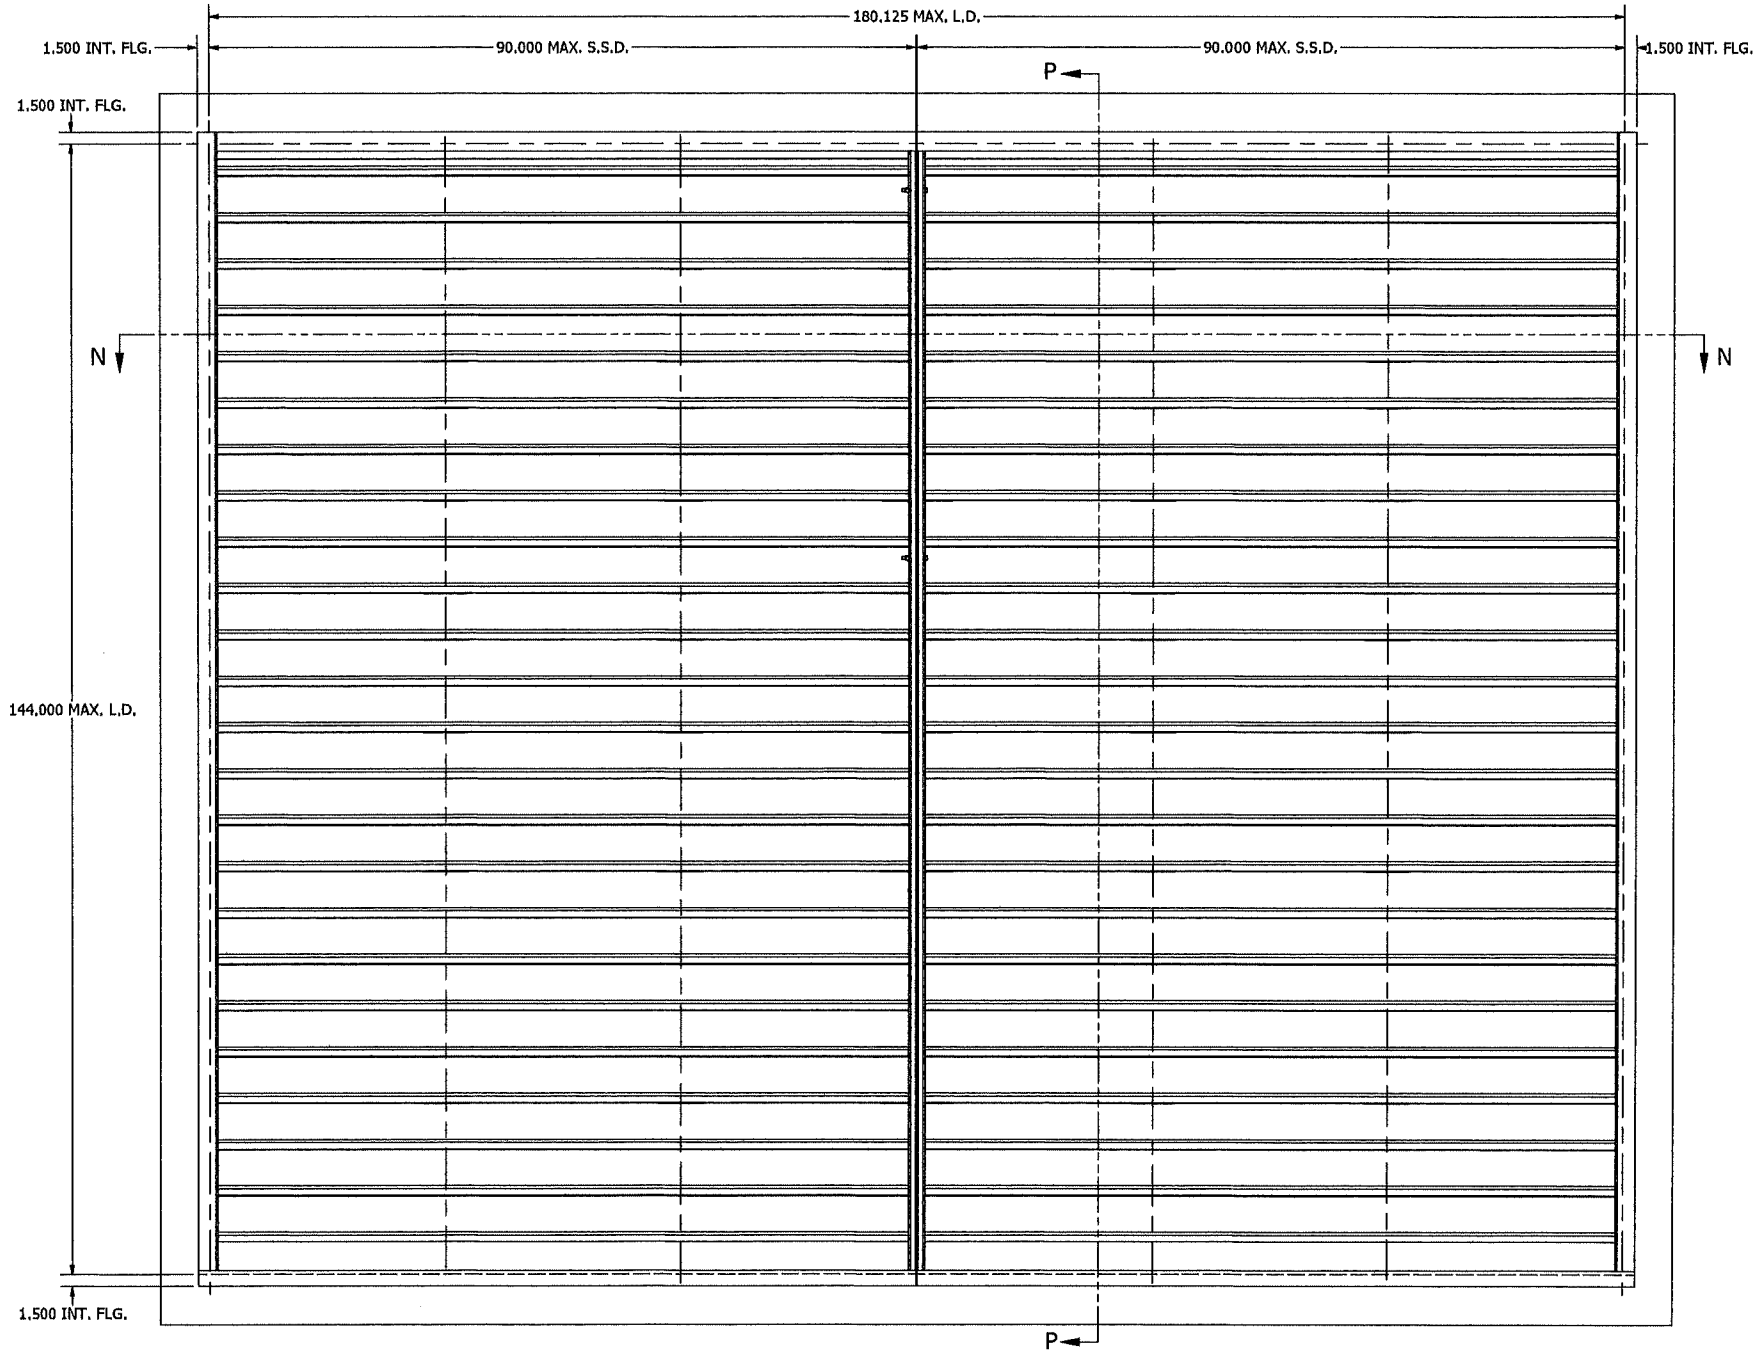 180.125 MAX. L.D.
1.500 INT. FLG.
90.000 MAX. S.S.D.
90.000 MAX. S.S.D.
1.500 INT. FLG.
P
1.500 INT. FLG.
N
N
144.000 MAX. L.D.
1.500 INT. FLG.
P